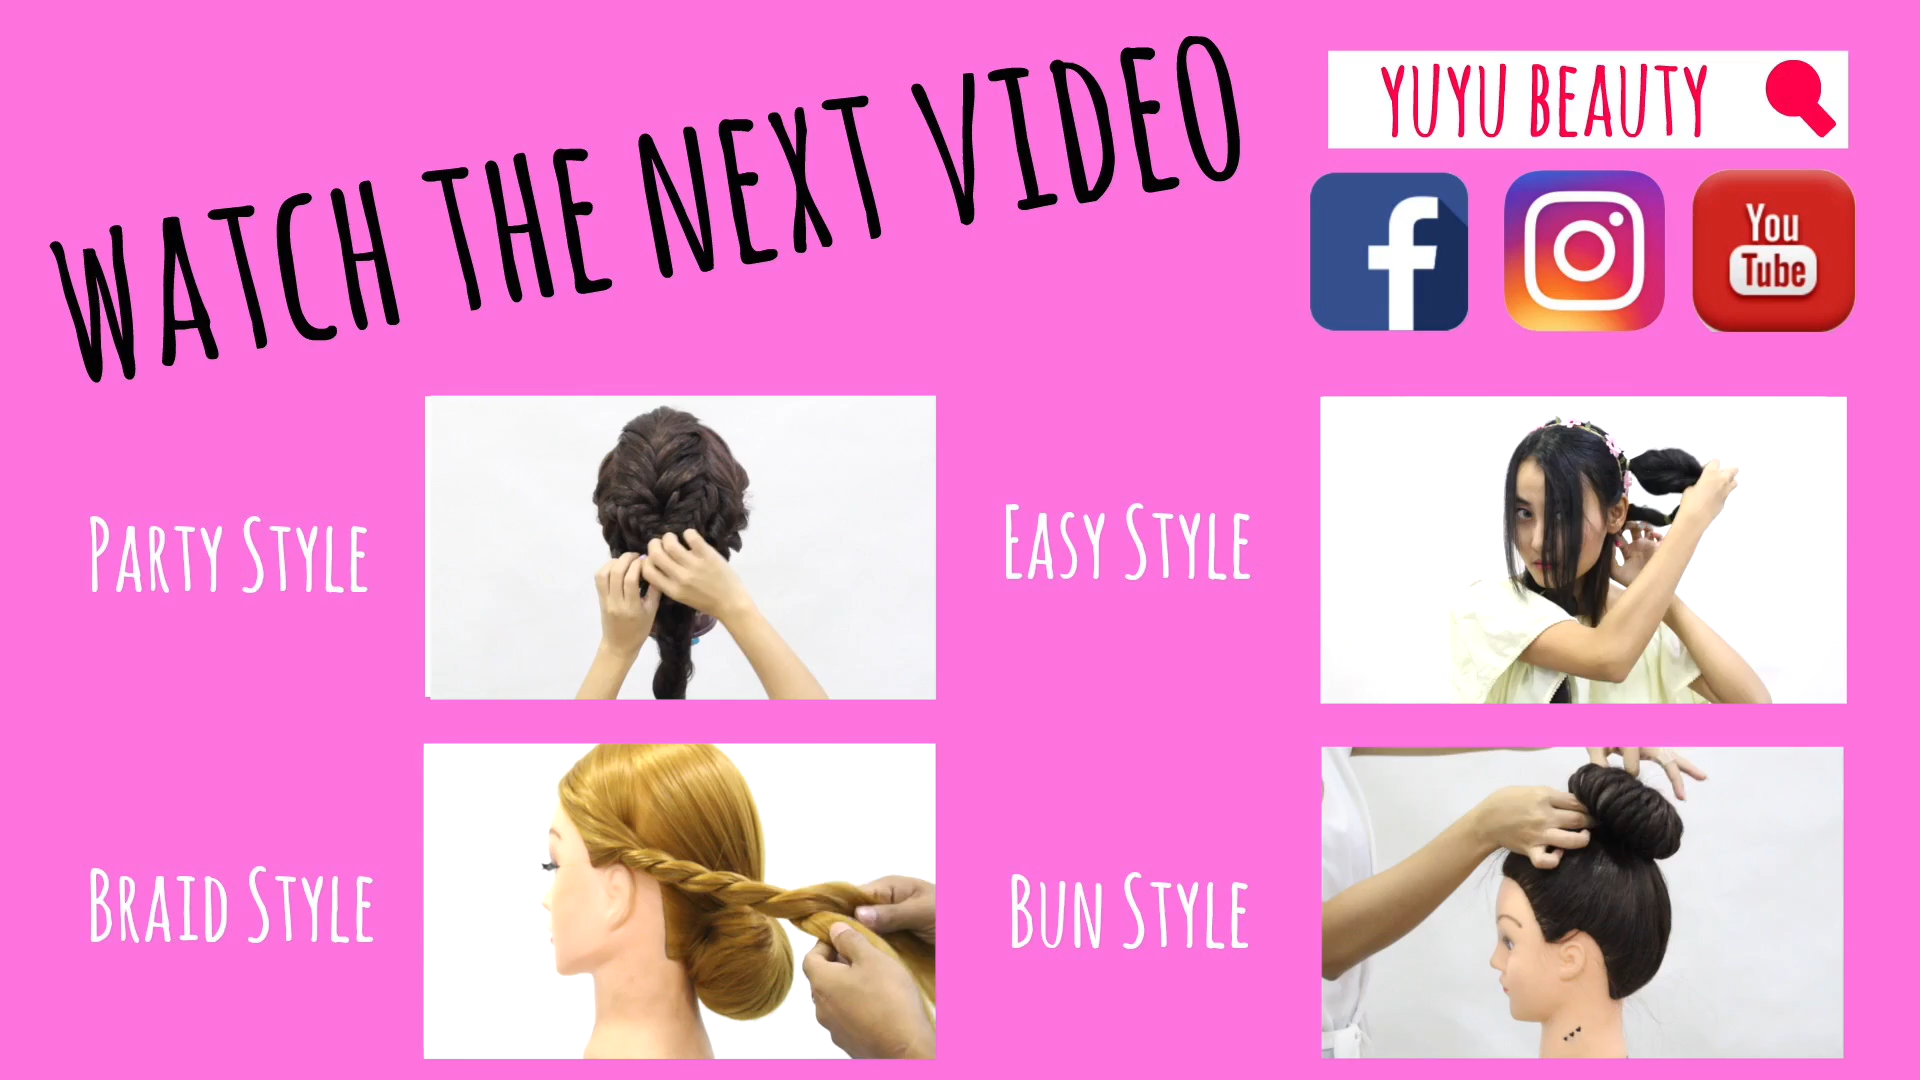 WATCH THE NEXT VIDEO
YUYU BEAUTY
f
You
Tube
PARTY STYLE
EASY STYLE
BRAID STYLE
BUN STYLE